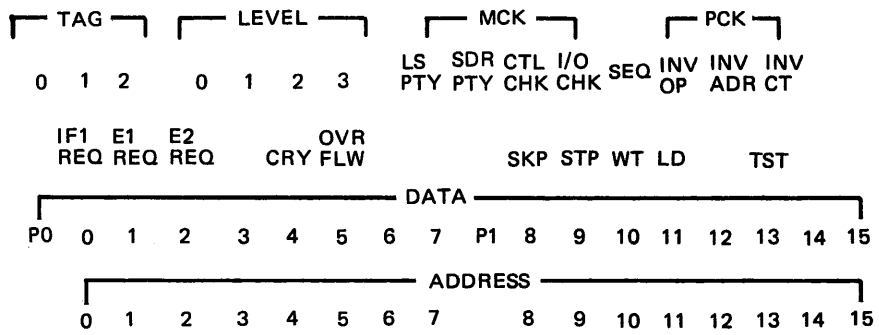 TAG LEVEL MCK PCK
LS SDR CTL I/O INV INV INV
0 1 2 0 1 2 3 PTY PTY CHK CHK SEQ OP ADR CT
IF1 E1 E2 OVR
REQ REQ REQ CRY FLW SKP STP WT LD TST
DATA
P0 0 1 2 3 4 5 6 7 P1 8 9 10 11 12 13 14 15
ADDRESS
0 1 2 3 4 5 6 7 8 9 10 11 12 13 14 15